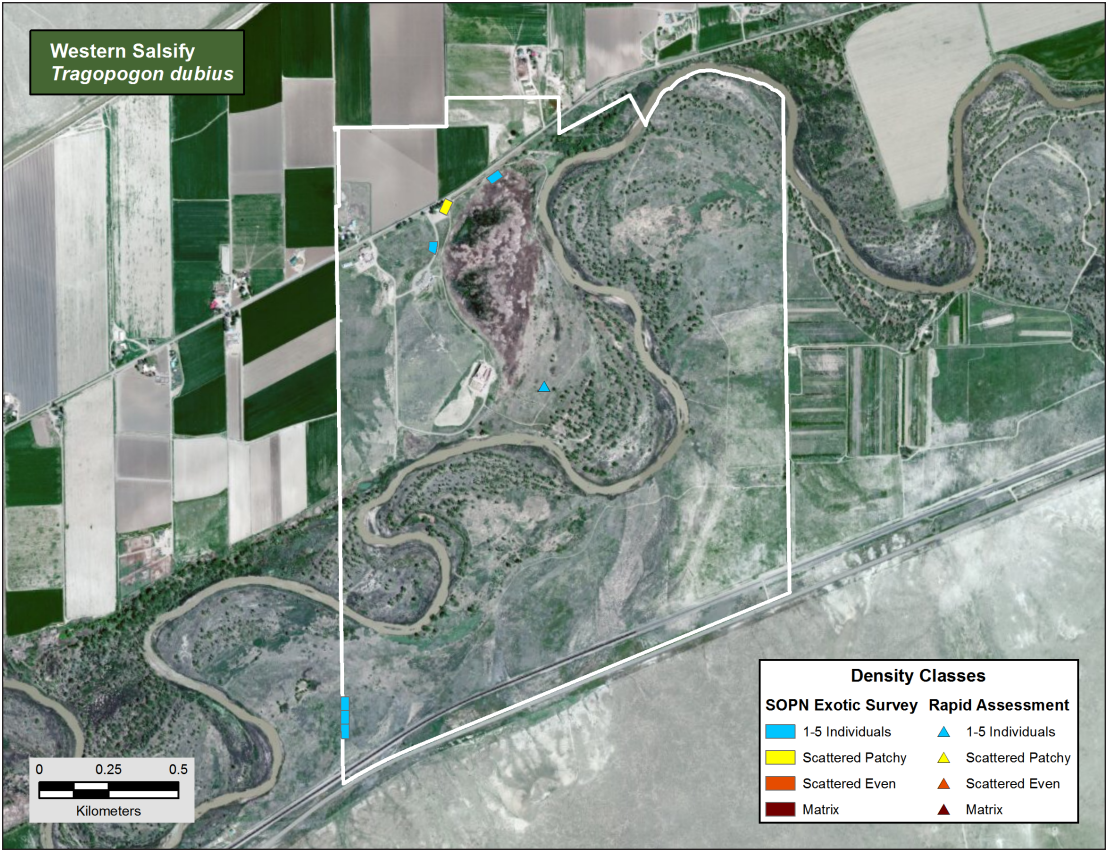 Western Salsify
Tragopogon dubius
Density Classes
SOPN Exotic Survey Rapid Assessment
1-5 Individuals 1-5 Individuals
Scattered Patchy Scattered Patchy
Scattered Even Scattered Even
Matrix Matrix
0 0.25 0.5
Kilometers